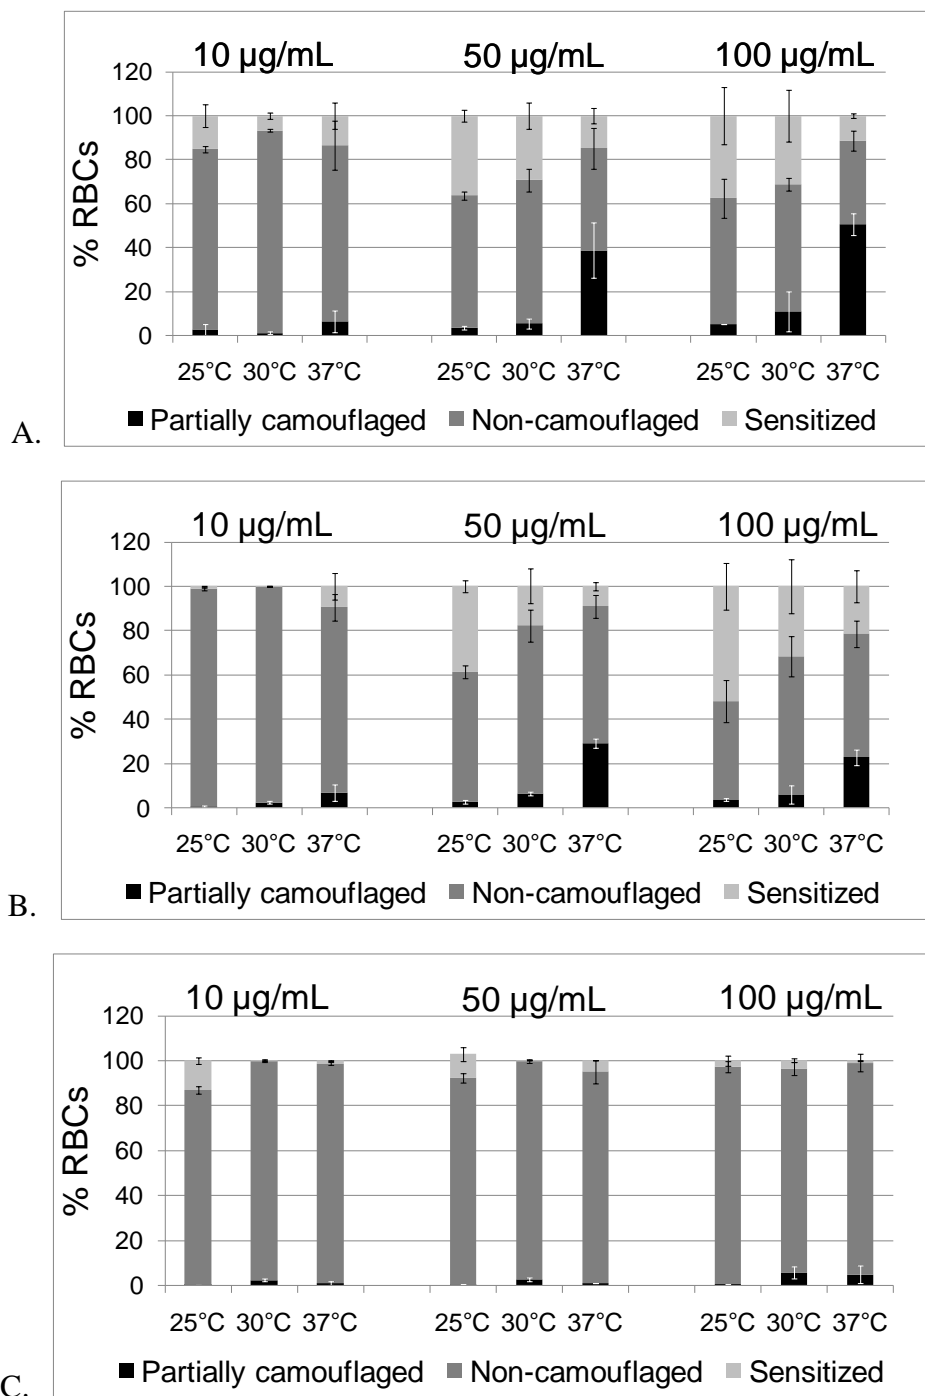 10 µg/mL 50 µg/mL 100 µg/mL
120
100
80
60
40
20
0
% RBCs
25°C 30°C 37°C 25°C 30°C 37°C 25°C 30°C 37°C
Partially camouflaged Non-camouflaged Sensitized
A.
10 µg/mL 50 µg/mL 100 µg/mL
120
100
80
60
40
20
0
% RBCs
25°C 30°C 37°C 25°C 30°C 37°C 25°C 30°C 37°C
Partially camouflaged Non-camouflaged Sensitized
B.
10 µg/mL 50 µg/mL 100 µg/mL
120
100
80
60
40
20
0
% RBCs
25°C 30°C 37°C 25°C 30°C 37°C 25°C 30°C 37°C
Partially camouflaged Non-camouflaged Sensitized
C.